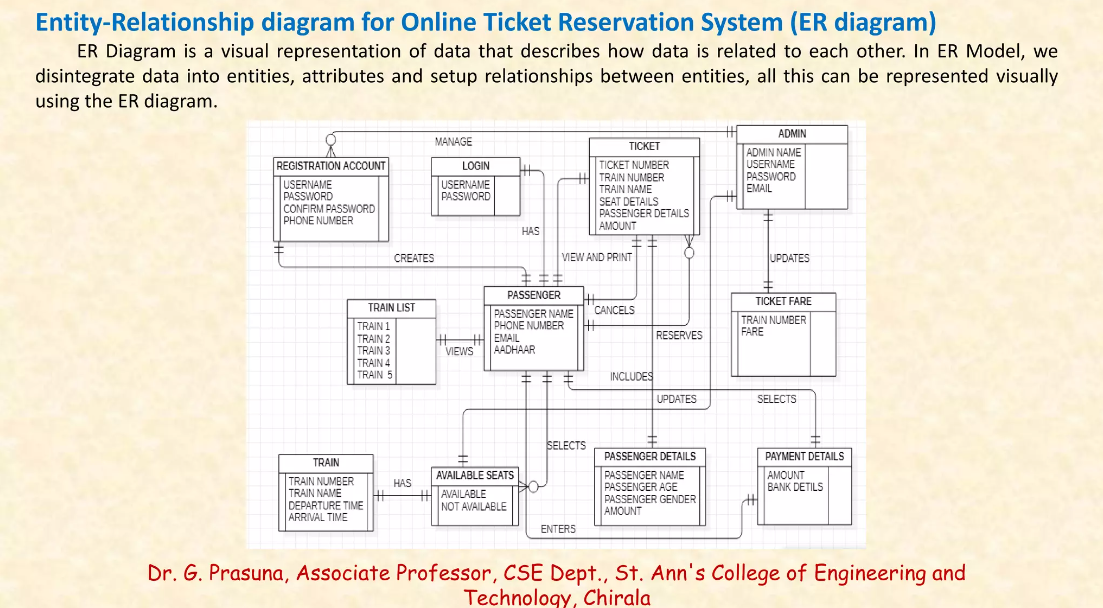 Entity-Relationship diagram for Online Ticket Reservation System (ER diagram)
ER Diagram is a visual representation of data that describes how data is related to each other. In ER Model, we
disintegrate data into entities, attributes and setup relationships between entities, all this can be represented visually
using the ER diagram.
MANAGE
ADMIN
ADMIN NAME
USERNAME
PASSWORD
EMAIL
TICKET
TICKET NUMBER
TRAIN NUMBER
TRAIN NAME
SEAT DETAILS
PASSENGER DETAILS
AMOUNT
REGISTRATION ACCOUNT
USERNAME
PASSWORD
CONFIRM PASSWORD
PHONE NUMBER
LOGIN
USERNAME
PASSWORD
HAS
CREATES
VIEW AND PRINT
UPDATES
PASSENGER
PASSENGER NAME
PHONE NUMBER
EMAIL
AADHAAR
CANCELS
RESERVES
TICKET FARE
TRAIN NUMBER
FARE
TRAIN LIST
TRAIN 1
TRAIN 2
TRAIN 3
TRAIN 4
TRAIN 5
VIEWS
INCLUDES
UPDATES
SELECTS
SELECTS
TRAIN
TRAIN NUMBER
TRAIN NAME
DEPARTURE TIME
ARRIVAL TIME
HAS
AVAILABLE SEATS
AVAILABLE
NOT AVAILABLE
PASSENGER DETAILS
PASSENGER NAME
PASSENGER AGE
PASSENGER GENDER
AMOUNT
PAYMENT DETAILS
AMOUNT
BANK DETILS
ENTERS
Dr. G. Prasuna, Associate Professor, CSE Dept., St. Ann's College of Engineering and
Technology, Chirala